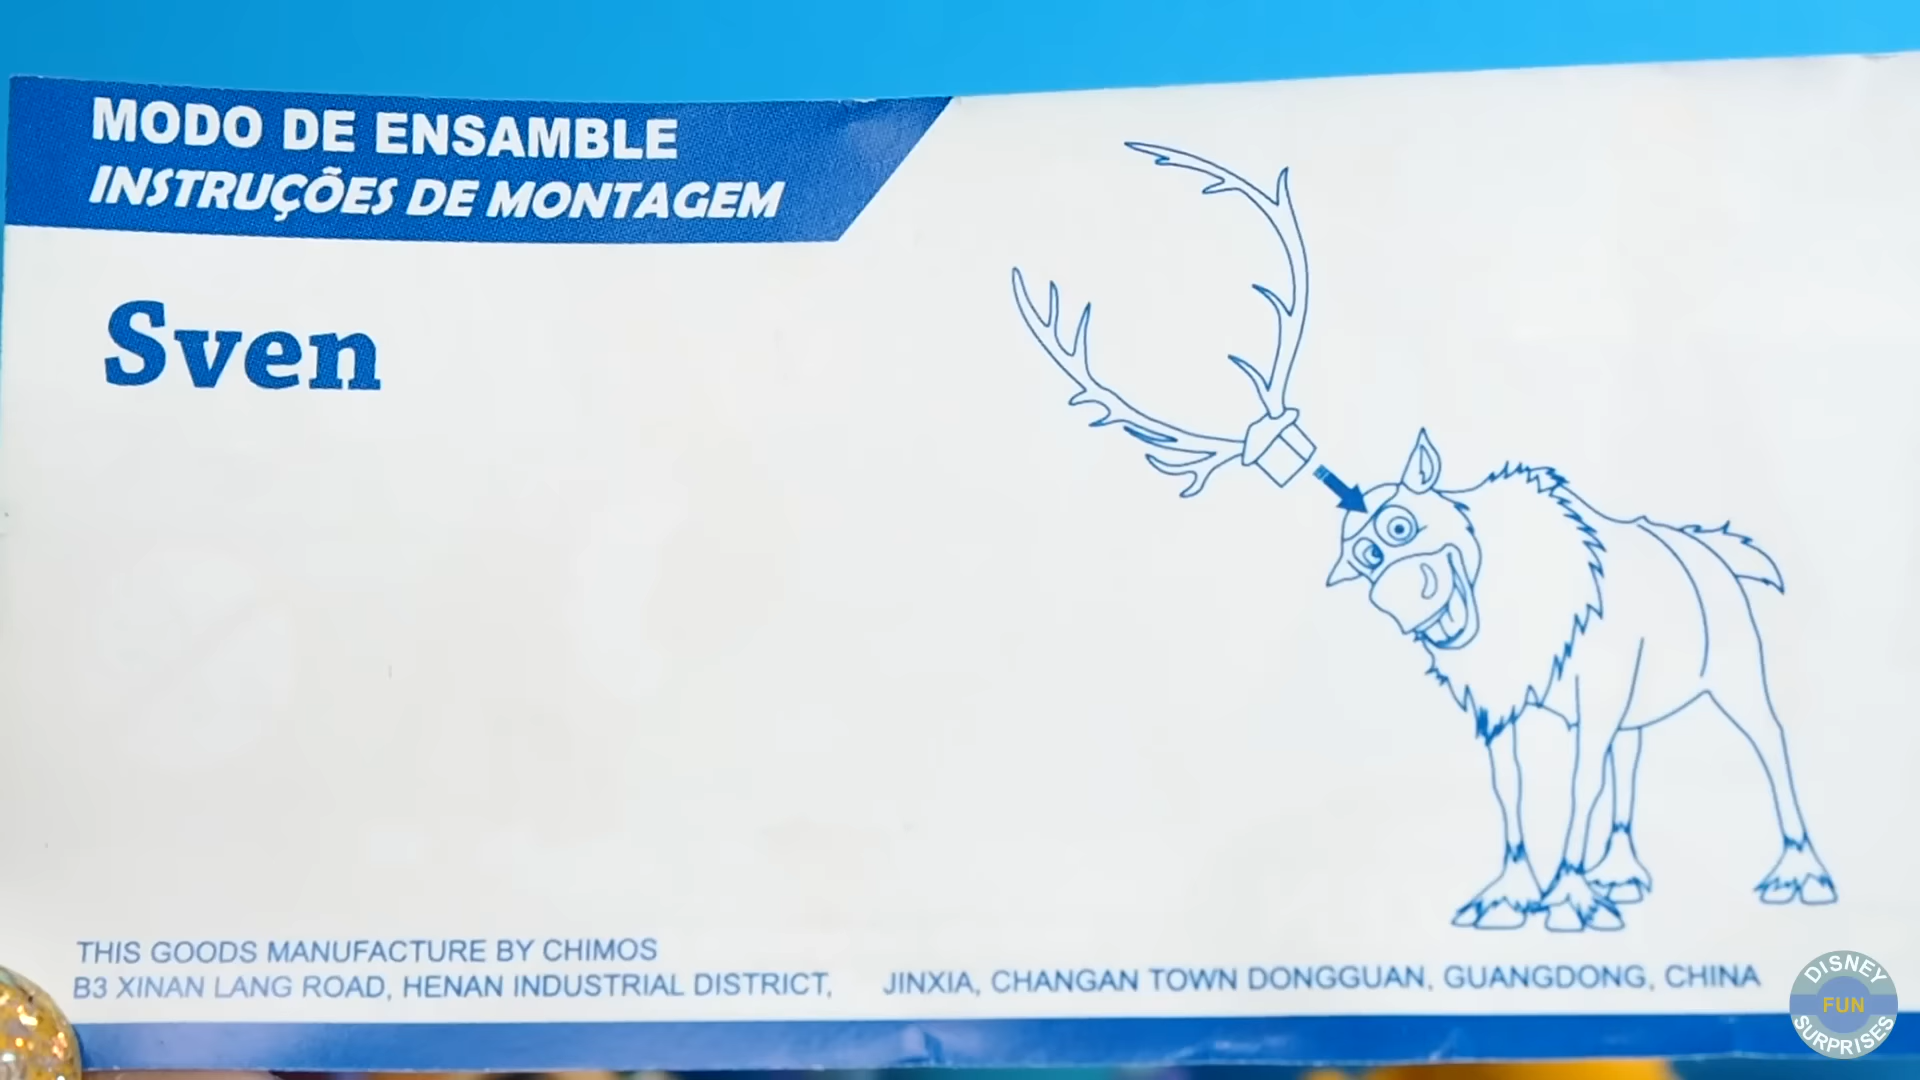 MODO DE ENSAMBLE
INSTRUÇÕES DE MONTAGEM
Sven
THIS GOODS MANUFACTURE BY CHIMOS
B3 XINAN LANG ROAD, HENAN INDUSTRIAL DISTRICT, JINXIA, CHANGAN TOWN DONGGUAN, GUANGDONG, CHINA
DISNEY
FUN
SURPRISES